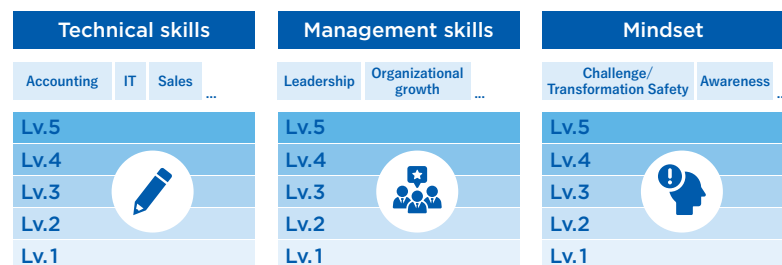 Technical skills
Accounting
IT
Sales
...
Lv.5
Lv.4
Lv.3
Lv.2
Lv.1
Management skills
Leadership
Organizational
growth
...
Lv.5
Lv.4
Lv.3
Lv.2
Lv.1
Mindset
Challenge/
Transformation Safety
Awareness
...
Lv.5
Lv.4
Lv.3
Lv.2
Lv.1